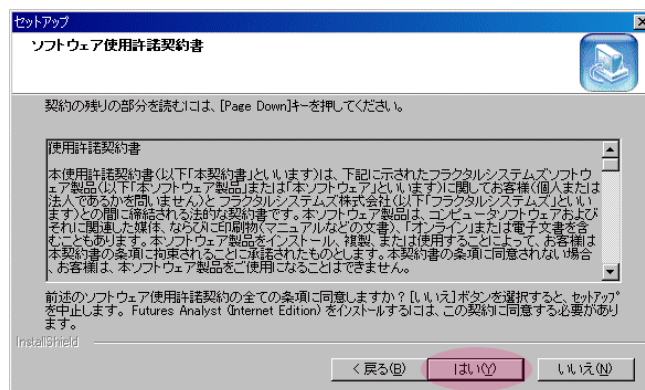 セットアップ
ソフトウェア使用許諾契約書
契約の残りの部分を読むには、[Page Down]キーを押してください。
使用許諾契約書
本使用許諾契約書(以下「本契約書」といいます)は、下記に示されたフラクタルシステムズソフトウ
ェア製品(以下「本ソフトウェア製品」または「本ソフトウェア」といいます)に関してお客様(個人または
法人であるかを問いません)とフラクタルシステムズ株式会社(以下「フラクタルシステムズ」といい
ます)との間に締結される法的な契約書です。本ソフトウェア製品は、コンピュータソフトウェアおよび
それに関連した媒体、ならびに印刷物(マニュアルなどの文書)、「オンライン」または電子文書を含
むこともあります。本ソフトウェア製品をインストール、複製、または使用することによって、お客様は
本契約書の条項に拘束されることに承諾されたものとします。本契約書の条項に同意されない場合
、お客様は、本ソフトウェア製品をご使用になることはできません。
前述のソフトウェア使用許諾契約の全ての条項に同意しますか?[いいえ]ボタンを選択すると、セットアップ
を中止します。Futures Analyst (Internet Edition) をインストールするには、この契約に同意する必要があり
ます。
InstallShield
< 戻る(B)
はい(Y)
いいえ(N)